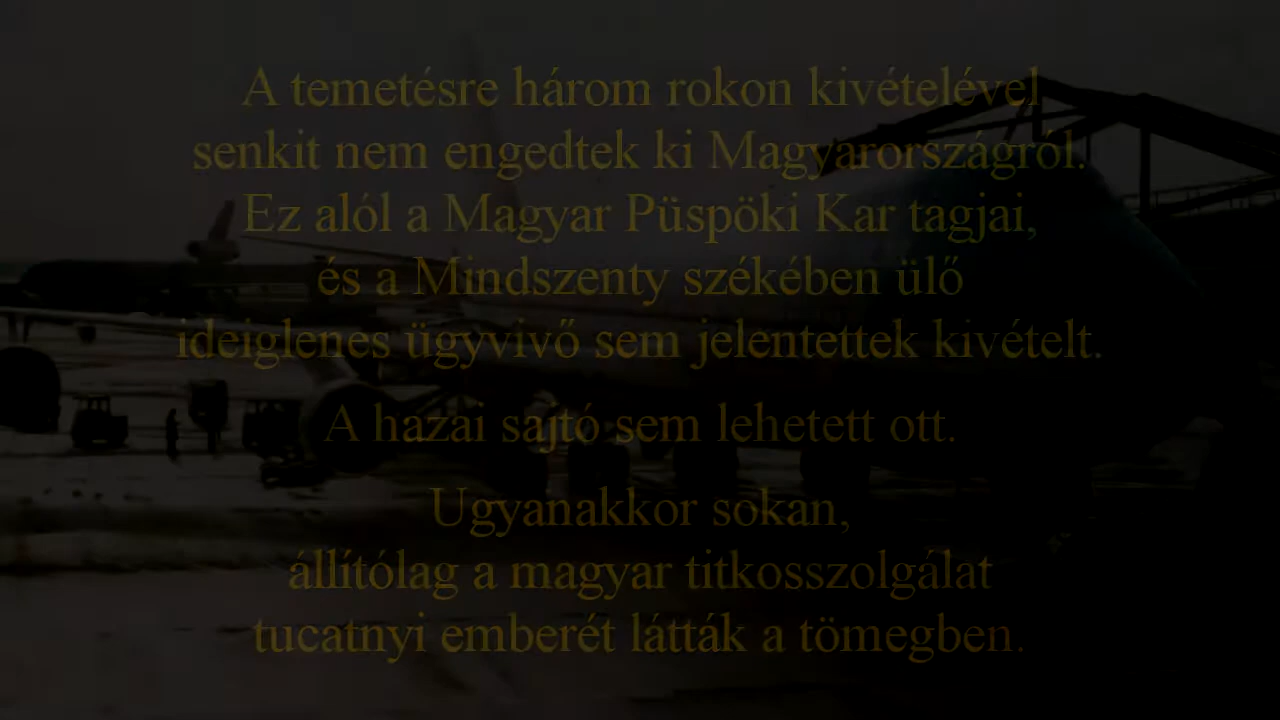 A temetésre három rokon kivételével
senkit nem engedtek ki Magyarországról.
Ez alól a Magyar Püspöki Kar tagjai,
és a Mindszenty székében ülő
ideiglenes ügyvivő sem jelentettek kivételt.
A hazai sajtó sem lehetett ott.
Ugyanakkor sokan,
állítólag a magyar titkosszolgálat
tucatnyi emberét látták a tömegben.